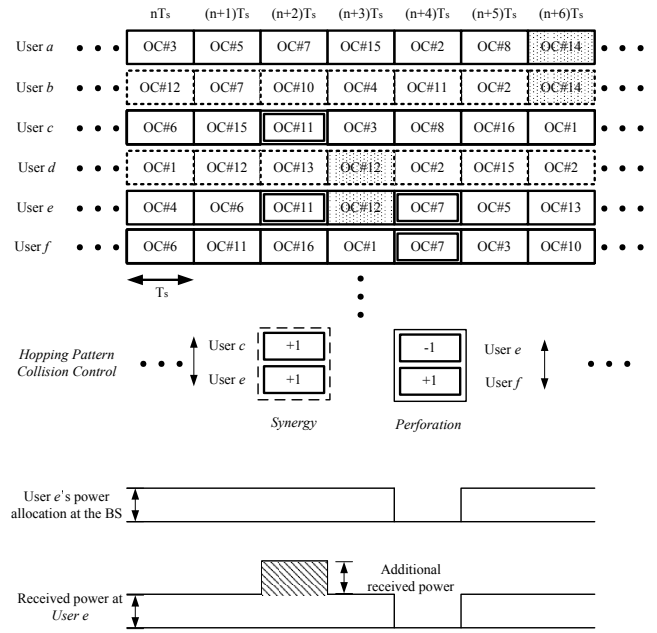 nTs (n+1)Ts (n+2)Ts (n+3)Ts (n+4)Ts (n+5)Ts (n+6)Ts
User a OC#3 OC#5 OC#7 OC#15 OC#2 OC#8 OC#14
User b OC#12 OC#7 OC#10 OC#4 OC#11 OC#2 OC#14
User c OC#6 OC#15 OC#11 OC#3 OC#8 OC#16 OC#1
User d OC#1 OC#12 OC#13 OC#12 OC#2 OC#15 OC#2
User e OC#4 OC#6 OC#11 OC#12 OC#7 OC#5 OC#13
User f OC#6 OC#11 OC#16 OC#1 OC#7 OC#3 OC#10
Ts
Hopping Pattern
Collision Control
User c +1
User e +1
Synergy
-1 User e
+1 User f
Perforation
User e's power
allocation at the BS
Additional
received power
Received power at
User e